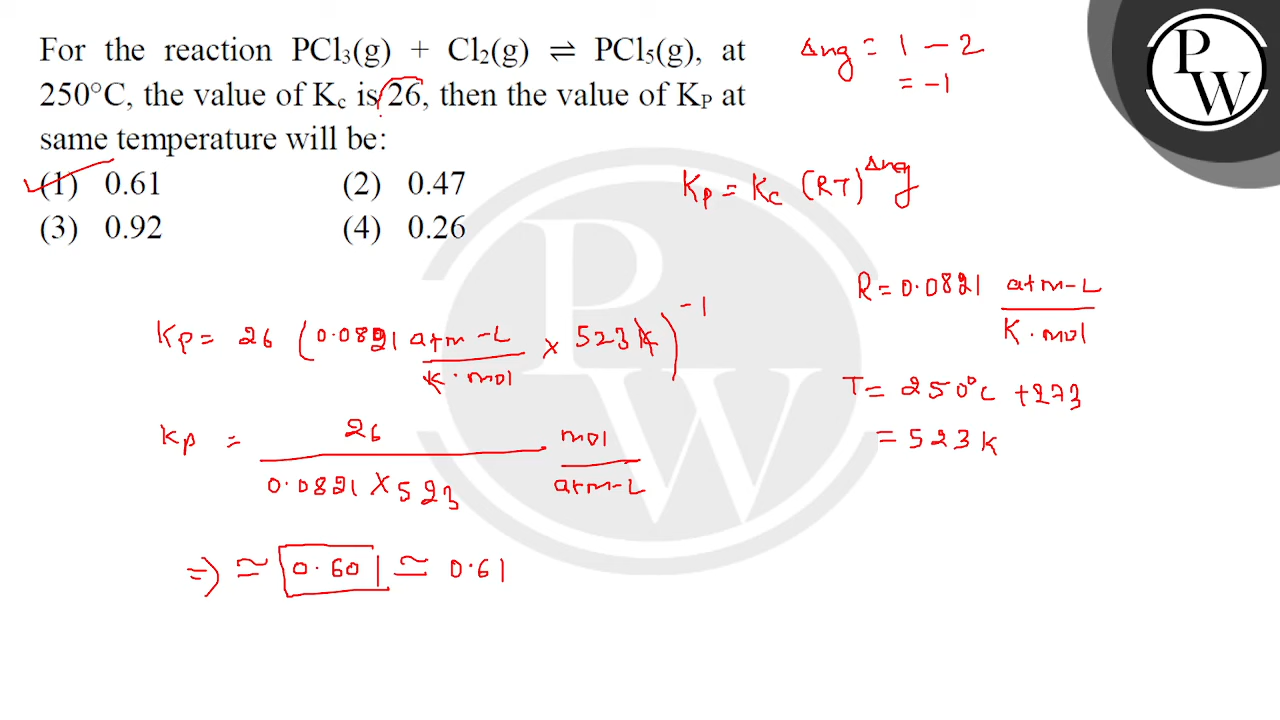 For the reaction PCl₃(g) + Cl₂(g) ⇌ PCl₅(g), at
250°C, the value of K꜀ is 26, then the value of Kₚ at
same temperature will be:
(1) 0.61 (2) 0.47
(3) 0.92 (4) 0.26
Δng = 1 - 2
= -1
Kp = Kc (RT)^Δng
R = 0.0821 atm-L / K·mol
T = 250°C + 273
= 523 K
Kp = 26 (0.0821 atm-L / K·mol × 523 K)^-1
Kp = 26 / 0.0821 × 523 mol / atm-L
⇒ ≃ 0.60 ≃ 0.61
P
W
P
W